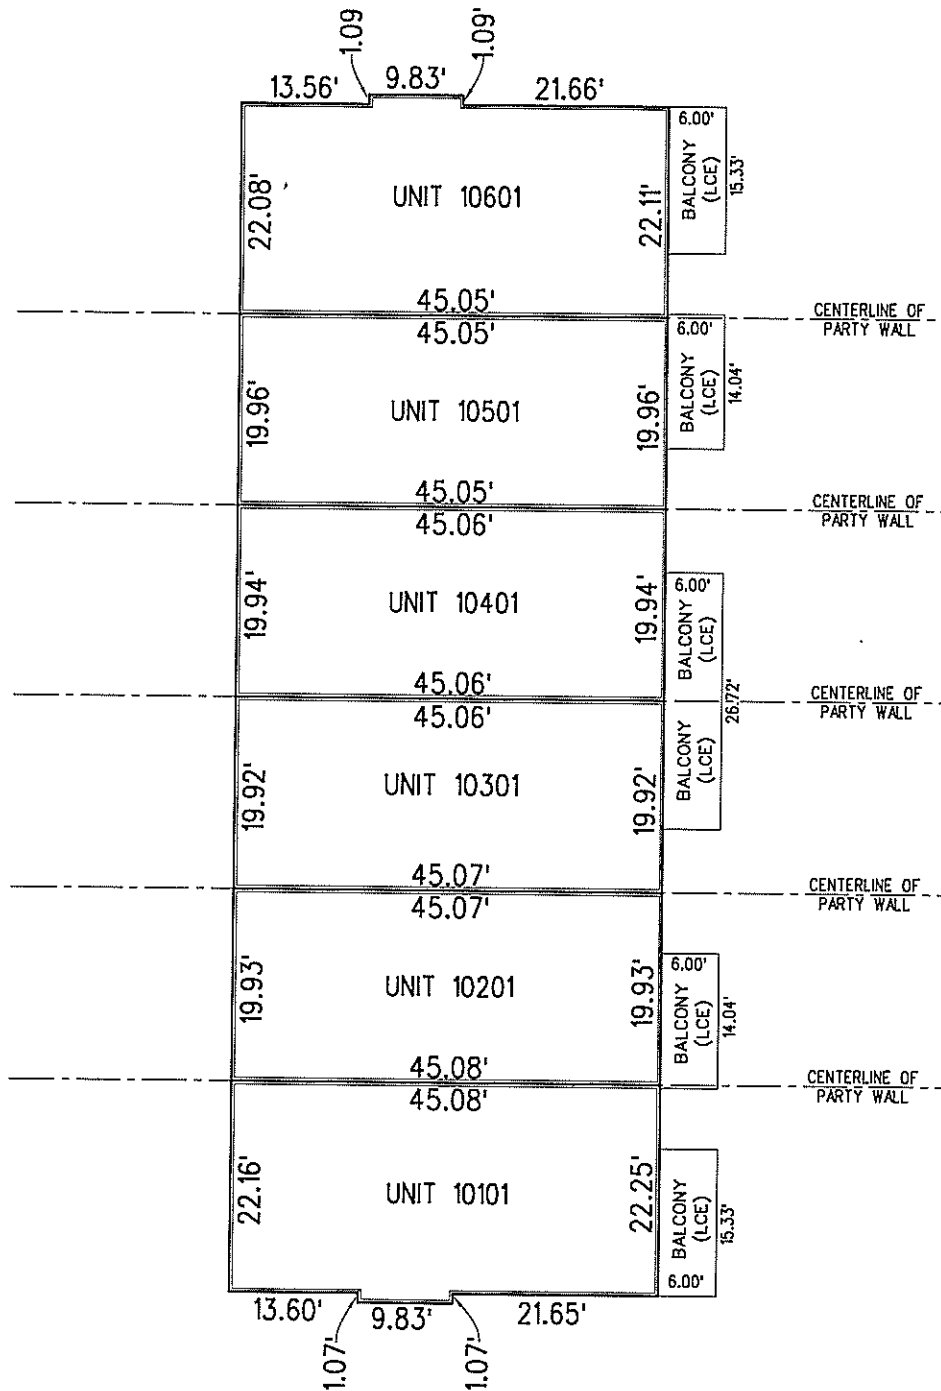 1.09
1.09'
13.56'
9.83'
21.66'
22.08'
UNIT 10601
22.11'
6.00'
BALCONY
(LCE)
15.33'
45.05'
CENTERLINE OF
PARTY WALL
45.05'
6.00'
19.96'
UNIT 10501
19.96'
BALCONY
(LCE)
14.04'
45.05'
CENTERLINE OF
PARTY WALL
45.06'
19.94'
UNIT 10401
19.94'
6.00'
BALCONY
(LCE)
45.06'
CENTERLINE OF
PARTY WALL
26.72'
45.06'
19.92'
UNIT 10301
19.92'
BALCONY
(LCE)
45.07'
CENTERLINE OF
PARTY WALL
45.07'
19.93'
UNIT 10201
19.93'
6.00'
BALCONY
(LCE)
14.04'
45.08'
CENTERLINE OF
PARTY WALL
45.08'
22.16'
UNIT 10101
22.25'
BALCONY
(LCE)
15.33'
6.00'
13.60'
9.83'
21.65'
1.07'
1.07'